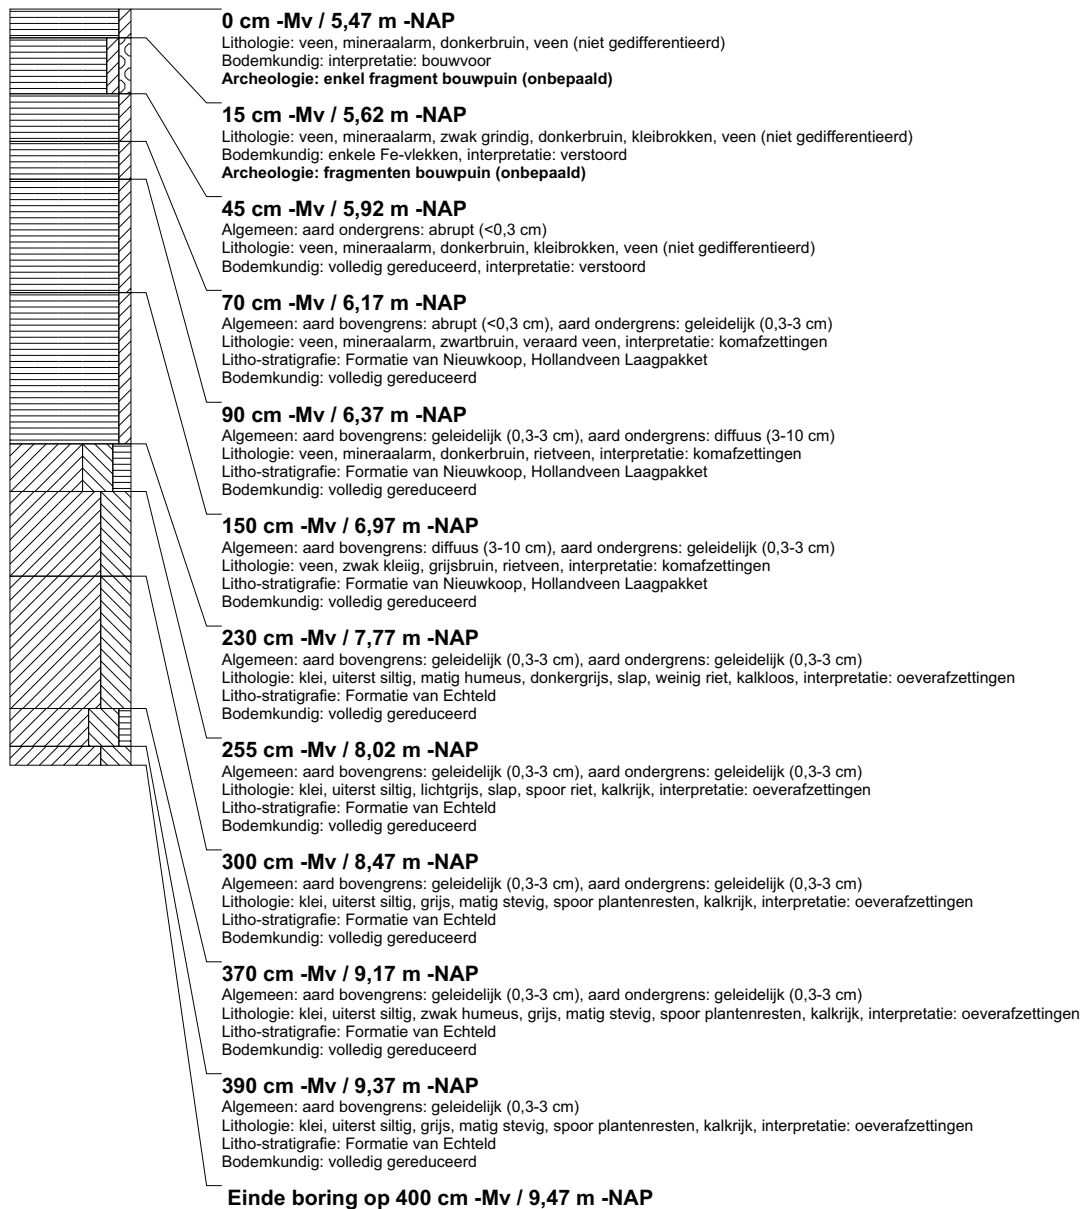 0 cm -Mv / 5,47 m -NAP
Lithologie: veen, mineraalarm, donkerbruin, veen (niet gedifferentieerd)
Bodemkundig: interpretatie: bouwvoor
Archeologie: enkel fragment bouwpuin (onbepaald)
15 cm -Mv / 5,62 m -NAP
Lithologie: veen, mineraalarm, zwak grindig, donkerbruin, kleibrokken, veen (niet gedifferentieerd)
Bodemkundig: enkele Fe-vlekken, interpretatie: verstoord
Archeologie: fragmenten bouwpuin (onbepaald)
45 cm -Mv / 5,92 m -NAP
Algemeen: aard ondergrens: abrupt (<0,3 cm)
Lithologie: veen, mineraalarm, donkerbruin, kleibrokken, veen (niet gedifferentieerd)
Bodemkundig: volledig gereduceerd, interpretatie: verstoord
70 cm -Mv / 6,17 m -NAP
Algemeen: aard bovengrens: abrupt (<0,3 cm), aard ondergrens: geleidelijk (0,3-3 cm)
Lithologie: veen, mineraalarm, zwartbruin, veraard veen, interpretatie: komafzettingen
Litho-stratigrafie: Formatie van Nieuwkoop, Hollandveen Laagpakket
Bodemkundig: volledig gereduceerd
90 cm -Mv / 6,37 m -NAP
Algemeen: aard bovengrens: geleidelijk (0,3-3 cm), aard ondergrens: diffuus (3-10 cm)
Lithologie: veen, mineraalarm, donkerbruin, rietveen, interpretatie: komafzettingen
Litho-stratigrafie: Formatie van Nieuwkoop, Hollandveen Laagpakket
Bodemkundig: volledig gereduceerd
150 cm -Mv / 6,97 m -NAP
Algemeen: aard bovengrens: diffuus (3-10 cm), aard ondergrens: geleidelijk (0,3-3 cm)
Lithologie: veen, zwak kleiig, grijsbruin, rietveen, interpretatie: komafzettingen
Litho-stratigrafie: Formatie van Nieuwkoop, Hollandveen Laagpakket
Bodemkundig: volledig gereduceerd
230 cm -Mv / 7,77 m -NAP
Algemeen: aard bovengrens: geleidelijk (0,3-3 cm), aard ondergrens: geleidelijk (0,3-3 cm)
Lithologie: klei, uiterst siltig, matig humeus, donkergrijs, slap, weinig riet, kalkloos, interpretatie: oeverafzettingen
Litho-stratigrafie: Formatie van Echteld
Bodemkundig: volledig gereduceerd
255 cm -Mv / 8,02 m -NAP
Algemeen: aard bovengrens: geleidelijk (0,3-3 cm), aard ondergrens: geleidelijk (0,3-3 cm)
Lithologie: klei, uiterst siltig, lichtgrijs, slap, spoor riet, kalkrijk, interpretatie: oeverafzettingen
Litho-stratigrafie: Formatie van Echteld
Bodemkundig: volledig gereduceerd
300 cm -Mv / 8,47 m -NAP
Algemeen: aard bovengrens: geleidelijk (0,3-3 cm), aard ondergrens: geleidelijk (0,3-3 cm)
Lithologie: klei, uiterst siltig, grijs, matig stevig, spoor plantenresten, kalkrijk, interpretatie: oeverafzettingen
Litho-stratigrafie: Formatie van Echteld
Bodemkundig: volledig gereduceerd
370 cm -Mv / 9,17 m -NAP
Algemeen: aard bovengrens: geleidelijk (0,3-3 cm), aard ondergrens: geleidelijk (0,3-3 cm)
Lithologie: klei, uiterst siltig, zwak humeus, grijs, matig stevig, spoor plantenresten, kalkrijk, interpretatie: oeverafzettingen
Litho-stratigrafie: Formatie van Echteld
Bodemkundig: volledig gereduceerd
390 cm -Mv / 9,37 m -NAP
Algemeen: aard bovengrens: geleidelijk (0,3-3 cm)
Lithologie: klei, uiterst siltig, grijs, matig stevig, spoor plantenresten, kalkrijk, interpretatie: oeverafzettingen
Litho-stratigrafie: Formatie van Echteld
Bodemkundig: volledig gereduceerd
Einde boring op 400 cm -Mv / 9,47 m -NAP